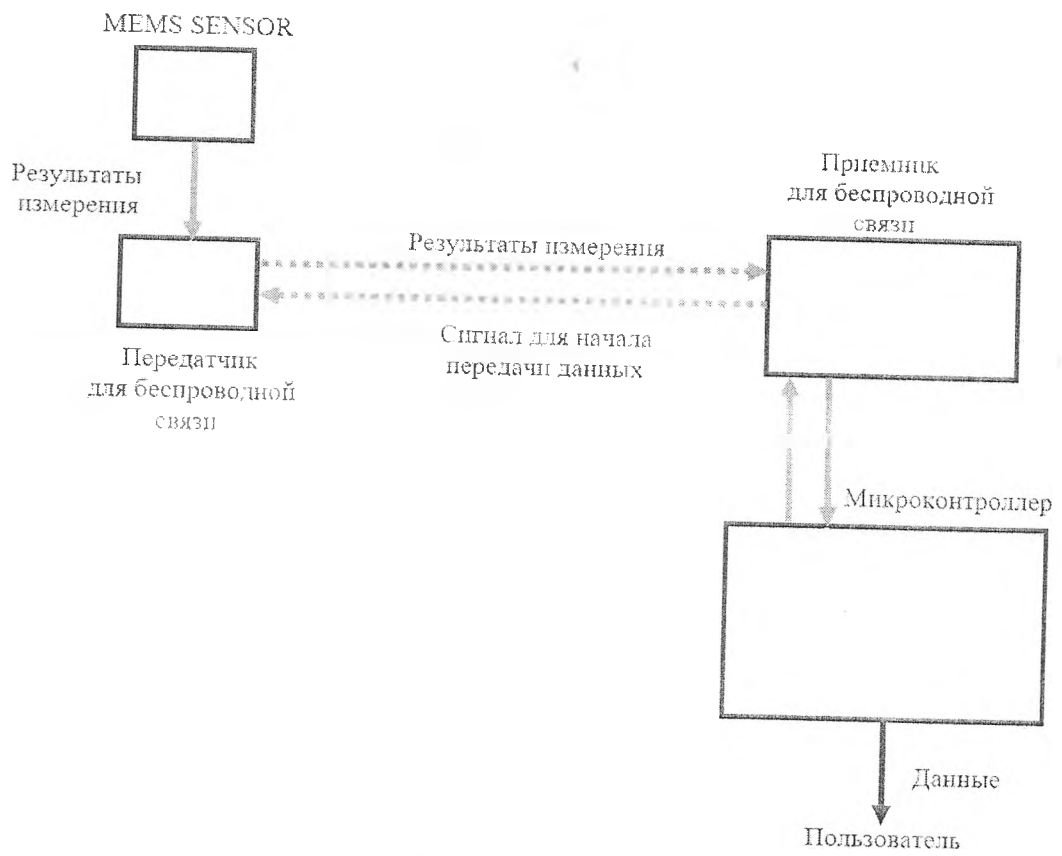 MEMS SENSOR
Результаты
измерения
Приемник
для беспроводной
связи
Результаты измерения
Сигнал для начала
передачи данных
Передатчик
для беспроводной
связи
Микроконтроллер
Данные
Пользователь